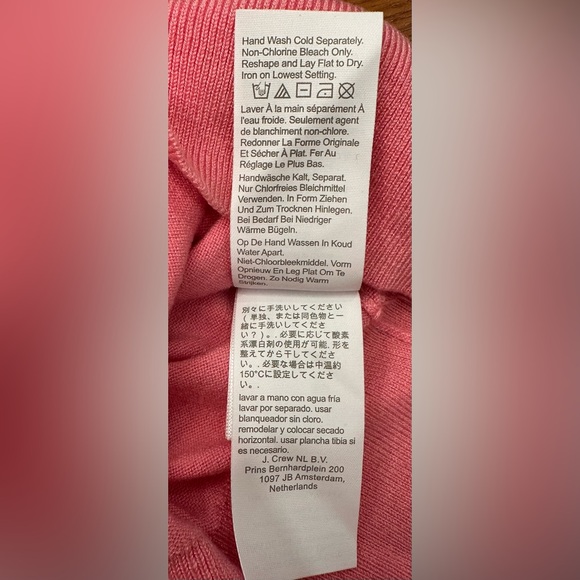 Hand Wash Cold Separately.
Non-Chlorine Bleach Only.
Reshape and Lay Flat to Dry.
Iron on Lowest Setting.
Laver À la main séparément À
l'eau froide. Seulement agent
de blanchiment non-chlore.
Redonner La Forme Originale
Et Sécher À Plat. Fer Au
Réglage Le Plus Bas.
Handwäsche Kalt, Separat.
Nur Chlorfreies Bleichmittel
Verwenden. In Form Ziehen
Und Zum Trocknen Hinlegen.
Bei Bedarf Bei Niedriger
Wärme Bügeln.
Op De Hand Wassen In Koud
Water Apart.
Niet-Chloorbleekmiddel. Vorm
Opnieuw En Leg Plat Om Te
Drogen. Zo Nodig Warm
Strijken.
別々に手洗いしてください
(単独、または同色物と一
緒に手洗いしてくださ
い?)。. 必要に応じて酸素
系漂白剤の使用が可能. 形を
整えてから干してください
。. 必要な場合は中温約
150°Cに設定してくださ
い。.
lavar a mano con agua fría
lavar por separado. usar
blanqueador sin cloro.
remodelar y colocar secado
horizontal. usar plancha tibia si
es necesario.
J. Crew NL B.V.
Prins Bernhardplein 200
1097 JB Amsterdam,
Netherlands